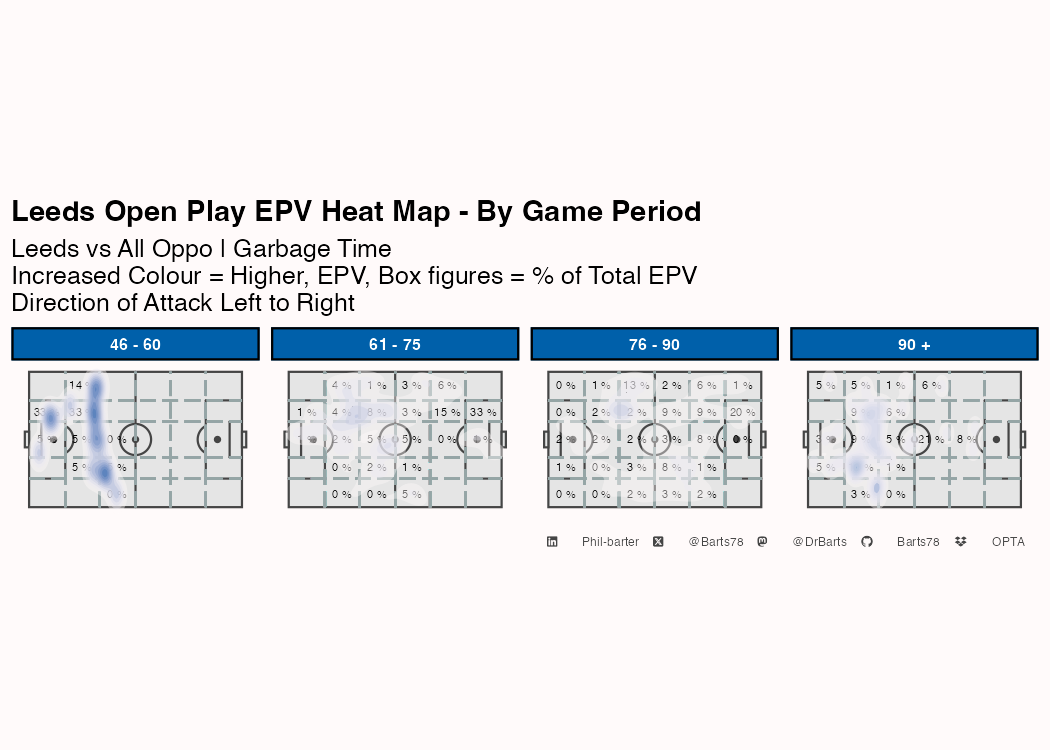 Leeds Open Play EPV Heat Map - By Game Period
Leeds vs All Oppo | Garbage Time
Increased Colour = Higher, EPV, Box figures = % of Total EPV
Direction of Attack Left to Right
46 - 60 61 - 75 76 - 90 90 +
14 4 % 1 % 3 % 6 % 0 % 1 % 13 % 2 % 6 % 1 % 5 % 5 % 1 % 6 %
33 1 % 4 % 8 % 3 % 15 % 33 % 0 % 2 % 2 % 9 % 9 % 20 % 9 % 6 %
5 % 2 % 5 % 5 % 0 % 2 % 2 % 2 % 3 % 8 % 0 % 9 % 5 % 21 % 8 %
5 % 0 % 2 % 1 % 1 % 0 % 3 % 8 % 1 % 5 % 1 %
0 % 0 % 0 % 5 % 0 % 0 % 2 % 3 % 2 % 3 % 0 %
Phil-barter @Barts78 @DrBarts Barts78 OPTA